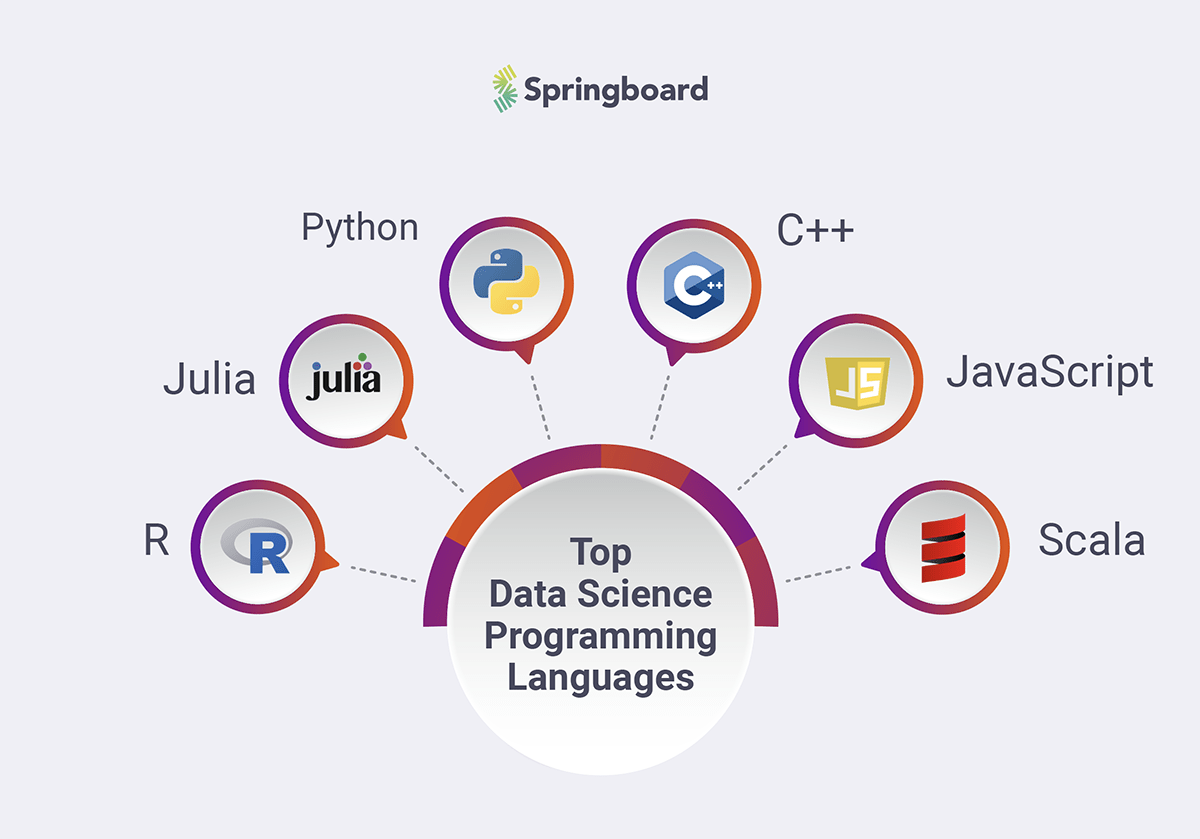 Springboard
Python
C++
C++
Julia
julia
JS
JavaScript
R
R
Scala
Top
Data Science
Programming
Languages